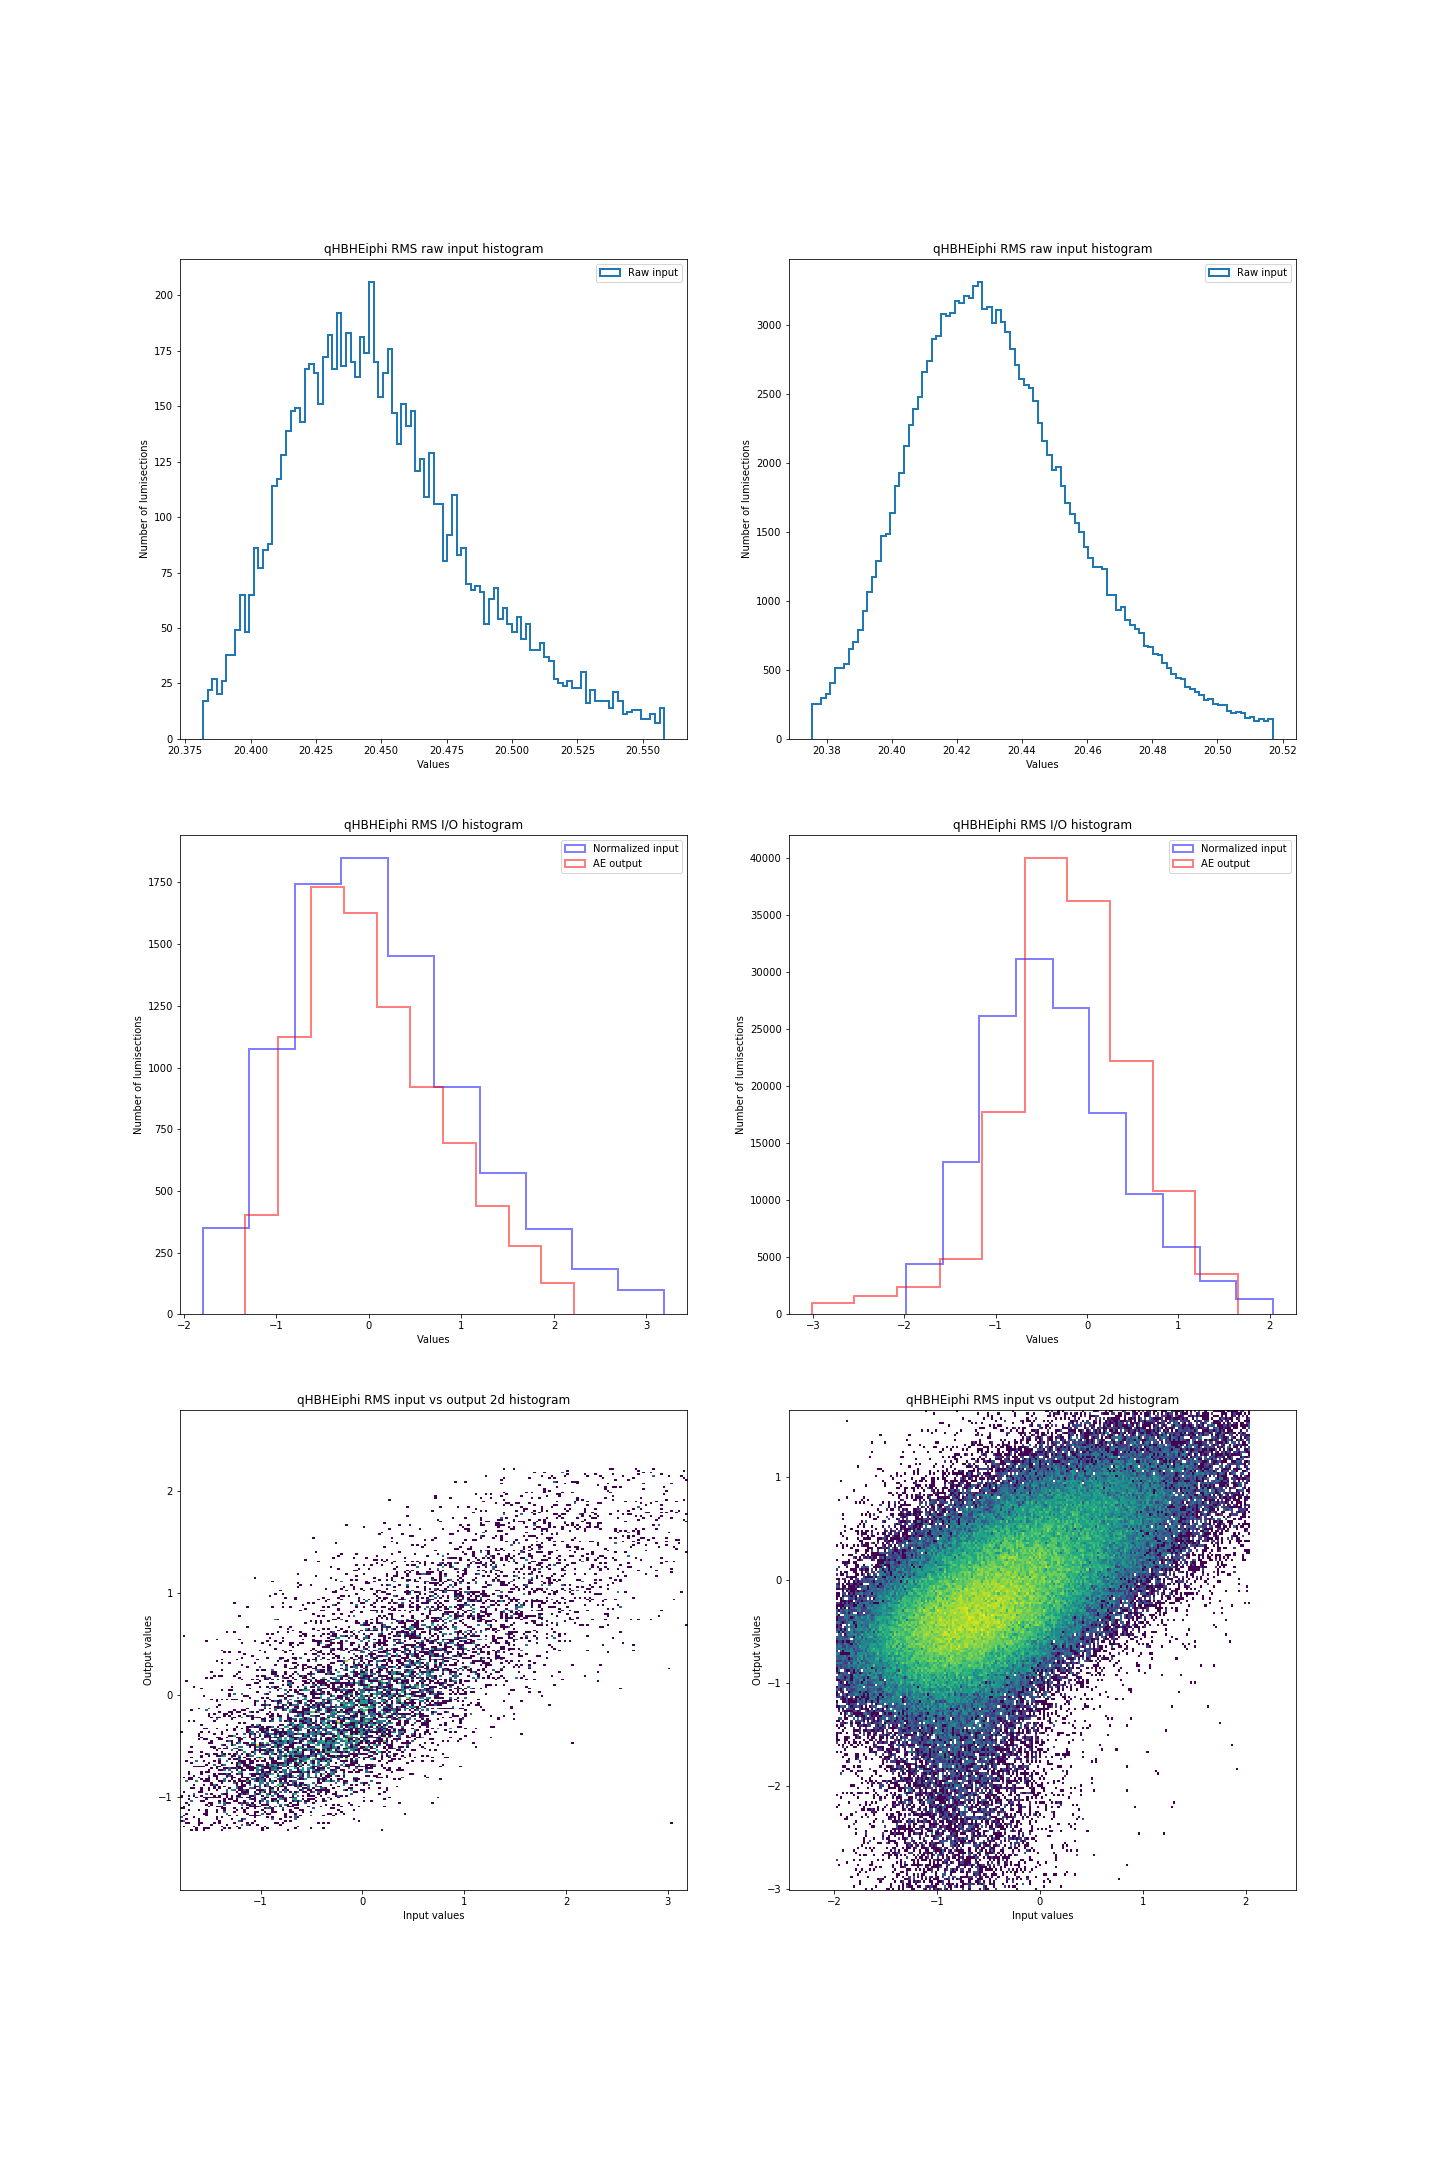 qHBHEiphi RMS raw input histogram
Raw input
Number of lumisections
200
175
150
125
100
75
50
25
0
20.375 20.400 20.425 20.450 20.475 20.500 20.525 20.550
Values
qHBHEiphi RMS raw input histogram
Raw input
Number of lumisections
3000
2500
2000
1500
1000
500
0
20.38 20.40 20.42 20.44 20.46 20.48 20.50 20.52
Values
qHBHEiphi RMS I/O histogram
Normalized input
AE output
Number of lumisections
1750
1500
1250
1000
750
500
250
0
−2 −1 0 1 2 3
Values
qHBHEiphi RMS I/O histogram
Normalized input
AE output
Number of lumisections
40000
35000
30000
25000
20000
15000
10000
5000
0
−3 −2 −1 0 1 2
Values
qHBHEiphi RMS input vs output 2d histogram
Output values
2
1
0
−1
−1 0 1 2 3
Input values
qHBHEiphi RMS input vs output 2d histogram
Output values
1
0
−1
−2
−3
−2 −1 0 1 2
Input values